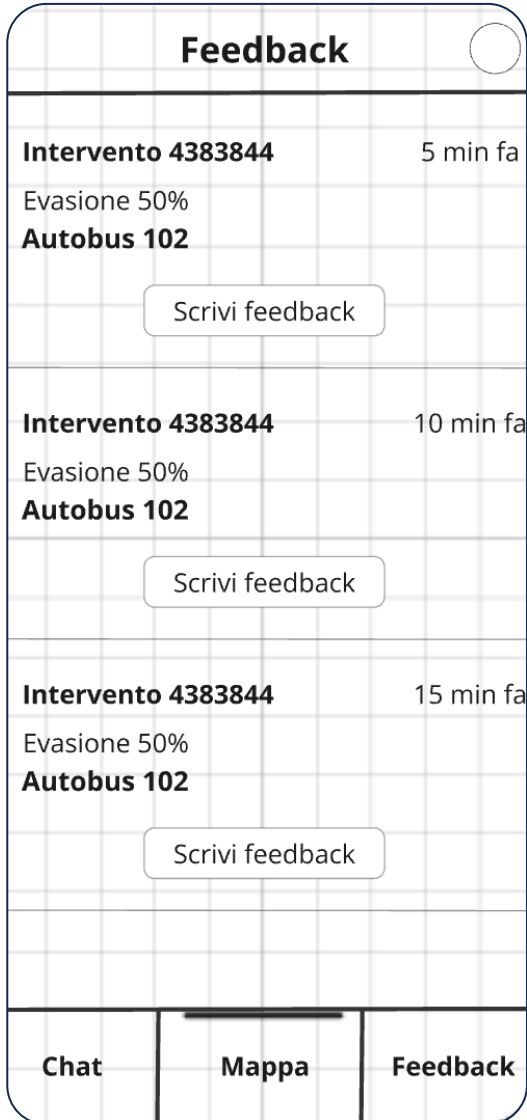 Feedback
Intervento 4383844 5 min fa
Evasione 50%
Autobus 102
Scrivi feedback
Intervento 4383844 10 min fa
Evasione 50%
Autobus 102
Scrivi feedback
Intervento 4383844 15 min fa
Evasione 50%
Autobus 102
Scrivi feedback
Chat Mappa Feedback